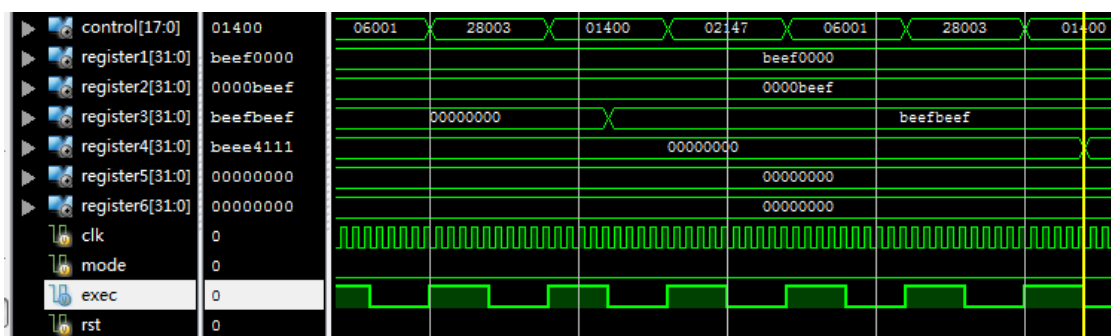 control[17:0] 01400 06001 28003 01400 02147 06001 28003 01400
register1[31:0] beef0000 beef0000
register2[31:0] 0000beef 0000beef
register3[31:0] beefbeef 00000000 beefbeef
register4[31:0] beee4111 00000000
register5[31:0] 00000000 00000000
register6[31:0] 00000000 00000000
clk 0
mode 0
exec 0
rst 0